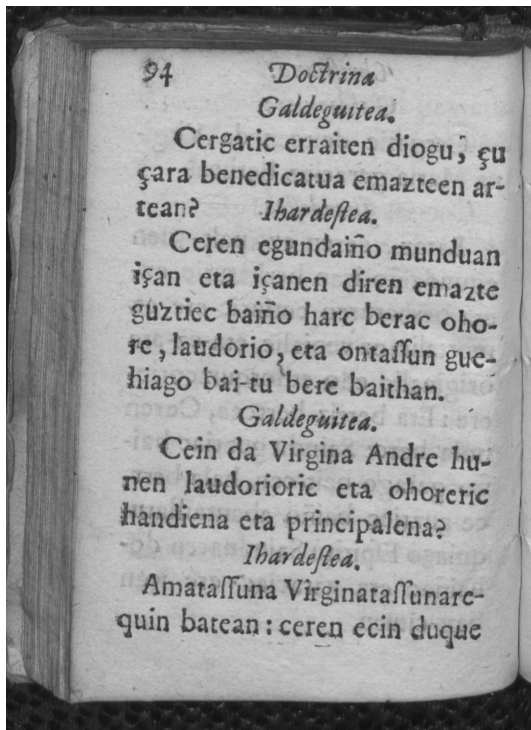 94 Doctrina
Galdeguitea.
Cergatic erraiten diogu, çu
çara benedicatua emazteen ar-
tean? Ihardeſtea.
Ceren egundaiño munduan
içan eta içanen diren emazte
guztiec baiño harc berac oho-
re, laudorio, eta ontaſſun gue-
hiago bai-tu bere baithan.
Galdeguitea.
Cein da Virgina Andre hu-
nen laudorioric eta ohoreric
handiena eta principalena?
Ihardeſtea.
Amataſſuna Virginataſſunare-
quin batean: ceren ecin duque